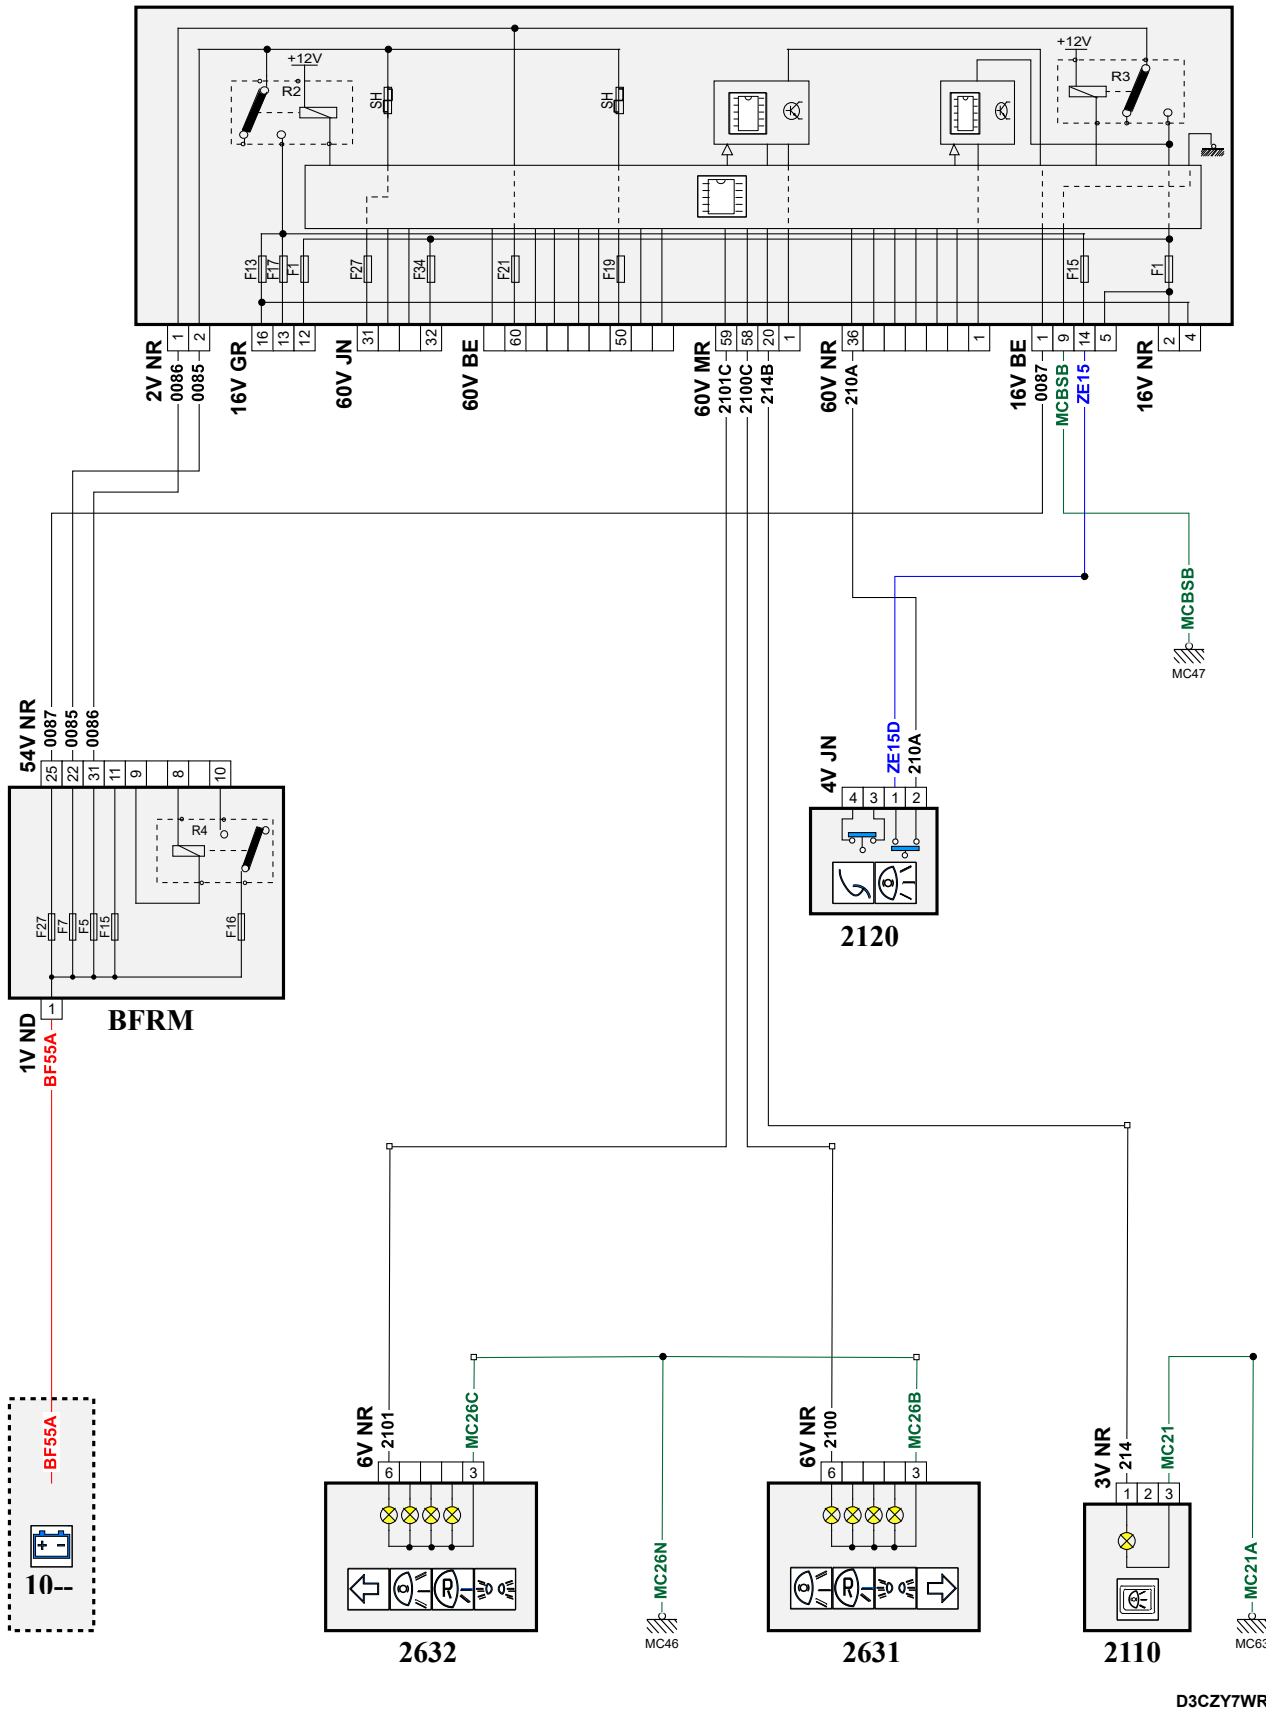 +12V
R2
SH
SH
+12V
R3
F13
F17
F1
F27
F34
F21
F19
F15
F1
1
2
16
13
12
31
32
60
50
59
58
20
1
36
1
1
9
14
5
2
4
2V NR
0086
0085
16V GR
60V JN
60V BE
60V MR
2101C
2100C
214B
60V NR
210A
16V BE
0087
MCBSB
ZE15
16V NR
MCBSB
MC47
54V NR
0087
0085
0086
25
22
31
11
9
8
10
R4
F27
F7
F5
F15
F16
1
BFRM
1V ND
BF55A
4V JN
ZE15D
210A
4
3
1
2
2120
BF55A
+ -
10--
6V NR
2101
MC26C
6
3
R
2632
MC26N
MC46
6V NR
2100
MC26B
6
3
R
2631
3V NR
214
MC21
1
2
3
2110
MC21A
MC63
D3CZY7WR